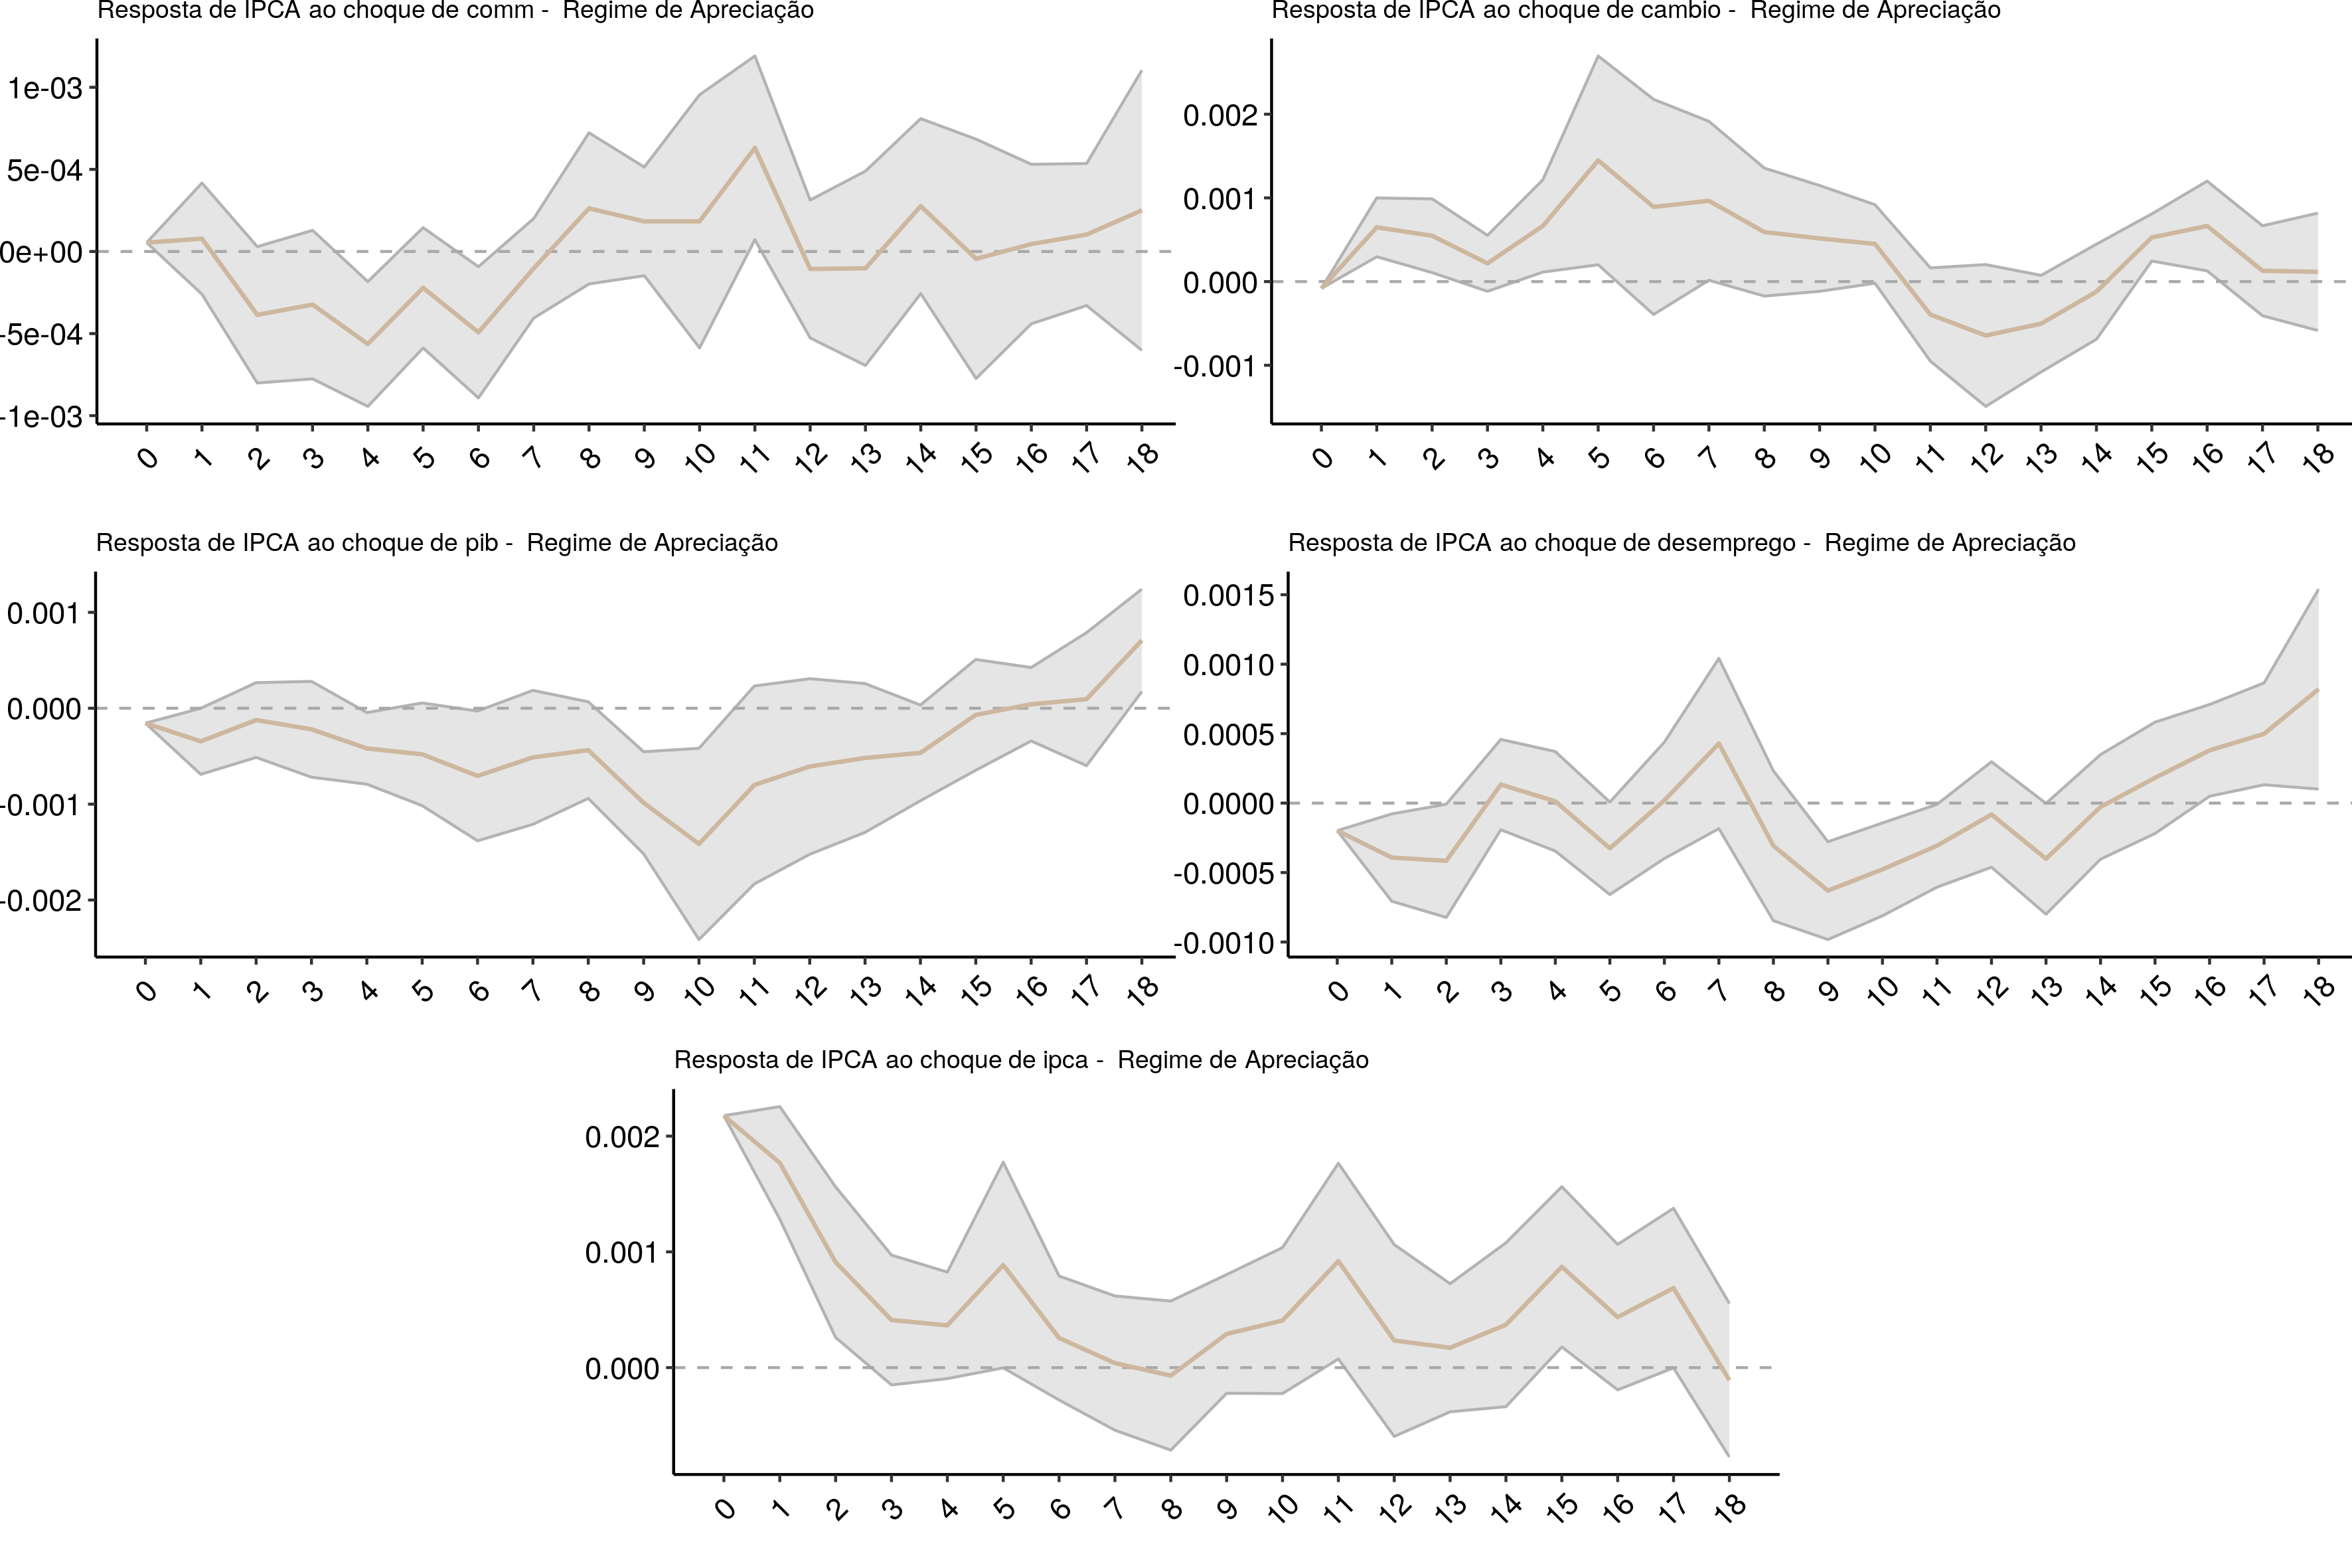 Resposta de IPCA ao choque de comm -  Regime de Apreciação
1e-03
5e-04
0e+00
-5e-04
-1e-03
0 1 2 3 4 5 6 7 8 9 10 11 12 13 14 15 16 17 18
Resposta de IPCA ao choque de cambio -  Regime de Apreciação
0.002
0.001
0.000
-0.001
0 1 2 3 4 5 6 7 8 9 10 11 12 13 14 15 16 17 18
Resposta de IPCA ao choque de pib -  Regime de Apreciação
0.001
0.000
-0.001
-0.002
0 1 2 3 4 5 6 7 8 9 10 11 12 13 14 15 16 17 18
Resposta de IPCA ao choque de desemprego -  Regime de Apreciação
0.0015
0.0010
0.0005
0.0000
-0.0005
-0.0010
0 1 2 3 4 5 6 7 8 9 10 11 12 13 14 15 16 17 18
Resposta de IPCA ao choque de ipca -  Regime de Apreciação
0.002
0.001
0.000
0 1 2 3 4 5 6 7 8 9 10 11 12 13 14 15 16 17 18